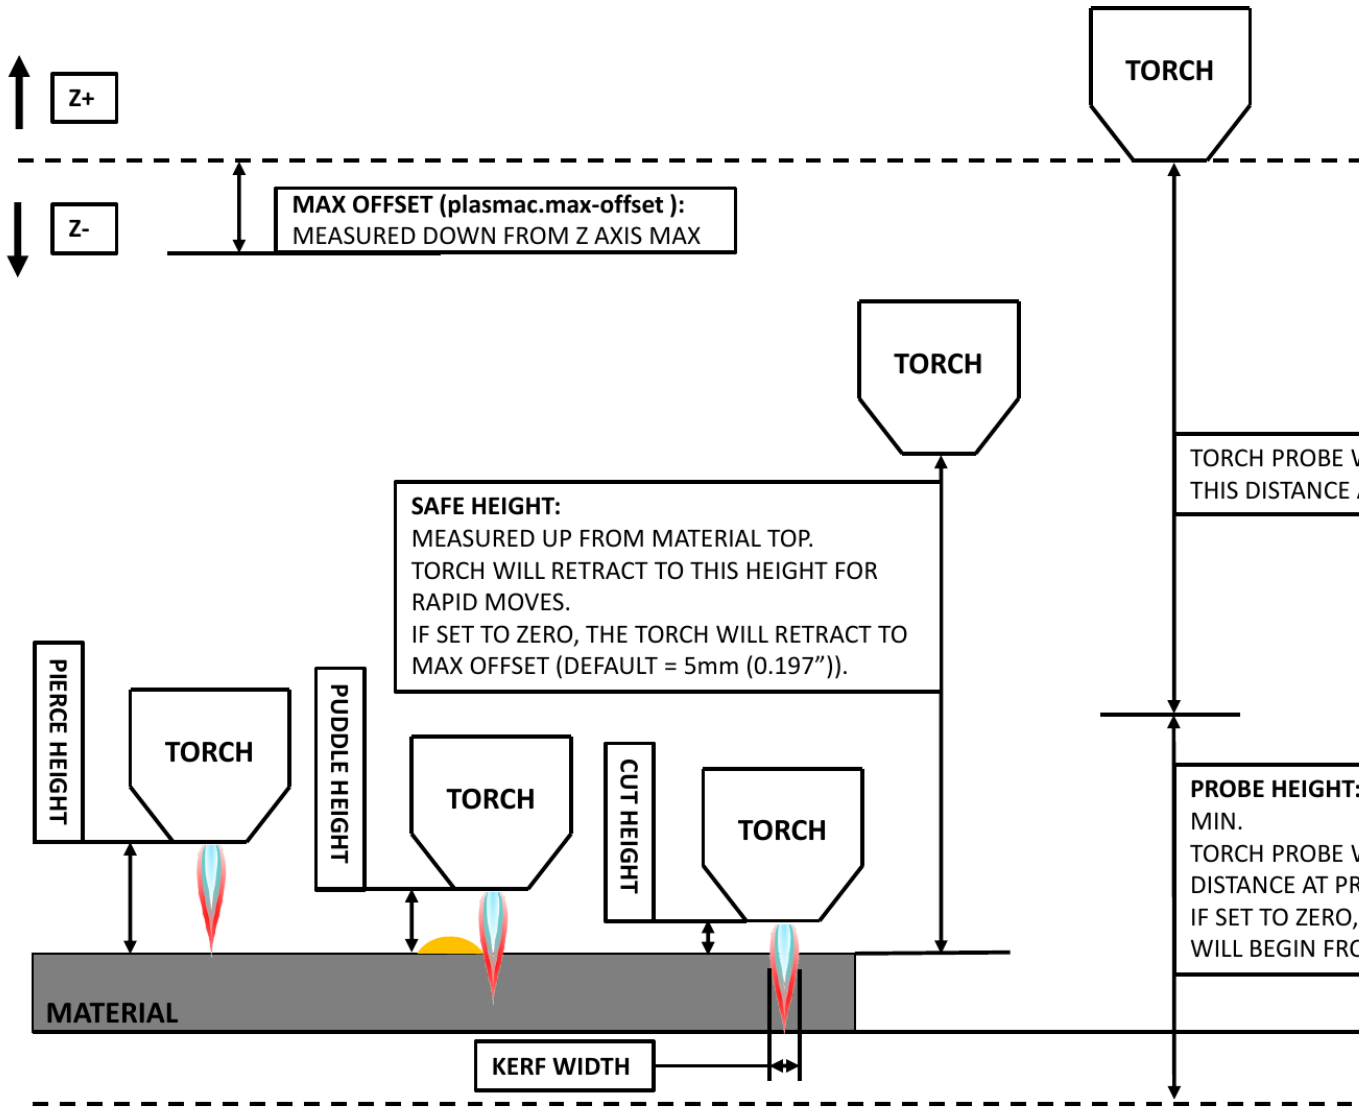 TORCH
Z+
Z-
MAX OFFSET (plasmac.max-offset ):
MEASURED DOWN FROM Z AXIS MAX
TORCH
TORCH PROBE
THIS DISTANCE
SAFE HEIGHT:
MEASURED UP FROM MATERIAL TOP.
TORCH WILL RETRACT TO THIS HEIGHT FOR
RAPID MOVES.
IF SET TO ZERO, THE TORCH WILL RETRACT TO
MAX OFFSET (DEFAULT = 5mm (0.197”)).
PIERCE HEIGHT
TORCH
PUDDLE HEIGHT
TORCH
CUT HEIGHT
TORCH
PROBE HEIGHT:
MIN.
TORCH PROBE
DISTANCE AT
IF SET TO ZERO,
WILL BEGIN
MATERIAL
KERF WIDTH